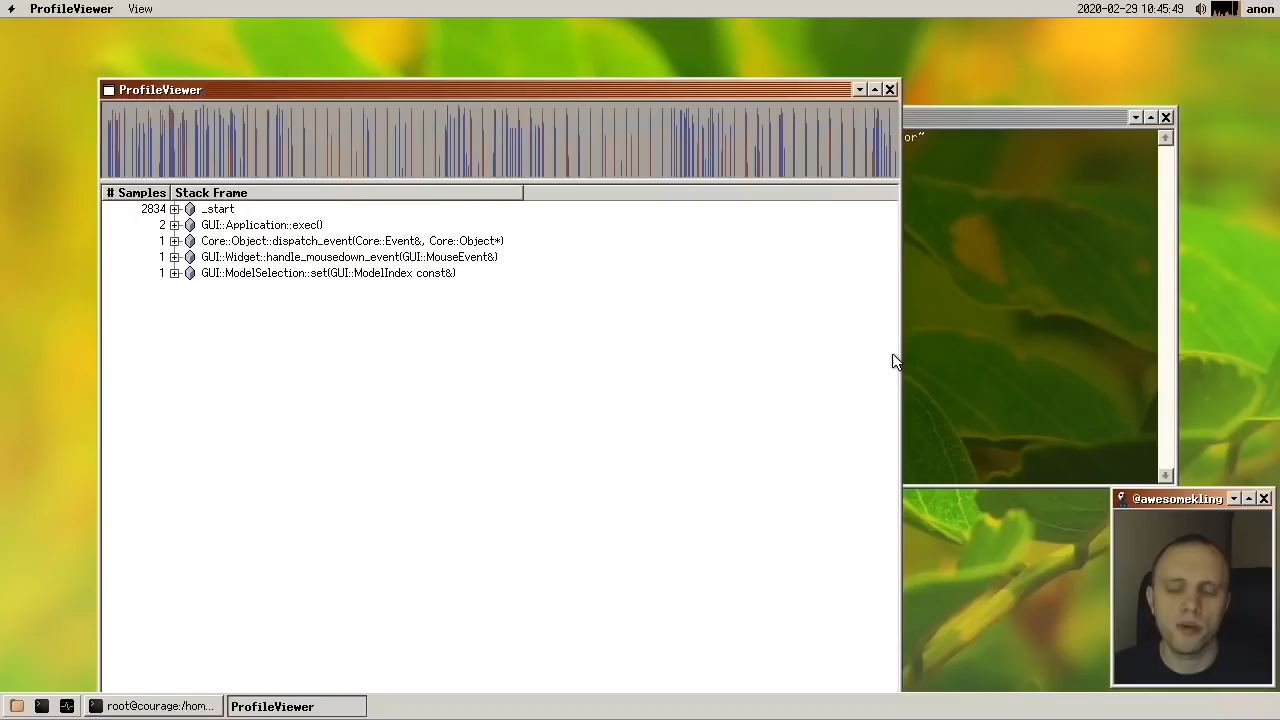 ProfileViewer View 2020-02-29 10:45:49 anon
ProfileViewer
or"
# Samples Stack Frame
2834 _start
2 GUI::Application::exec()
1 Core::Object::dispatch_event(Core::Event&, Core::Object*)
1 GUI::Widget::handle_mousedown_event(GUI::MouseEvent&)
1 GUI::ModelSelection::set(GUI::ModelIndex const&)
@awesomekling
root@courage:/hom... ProfileViewer